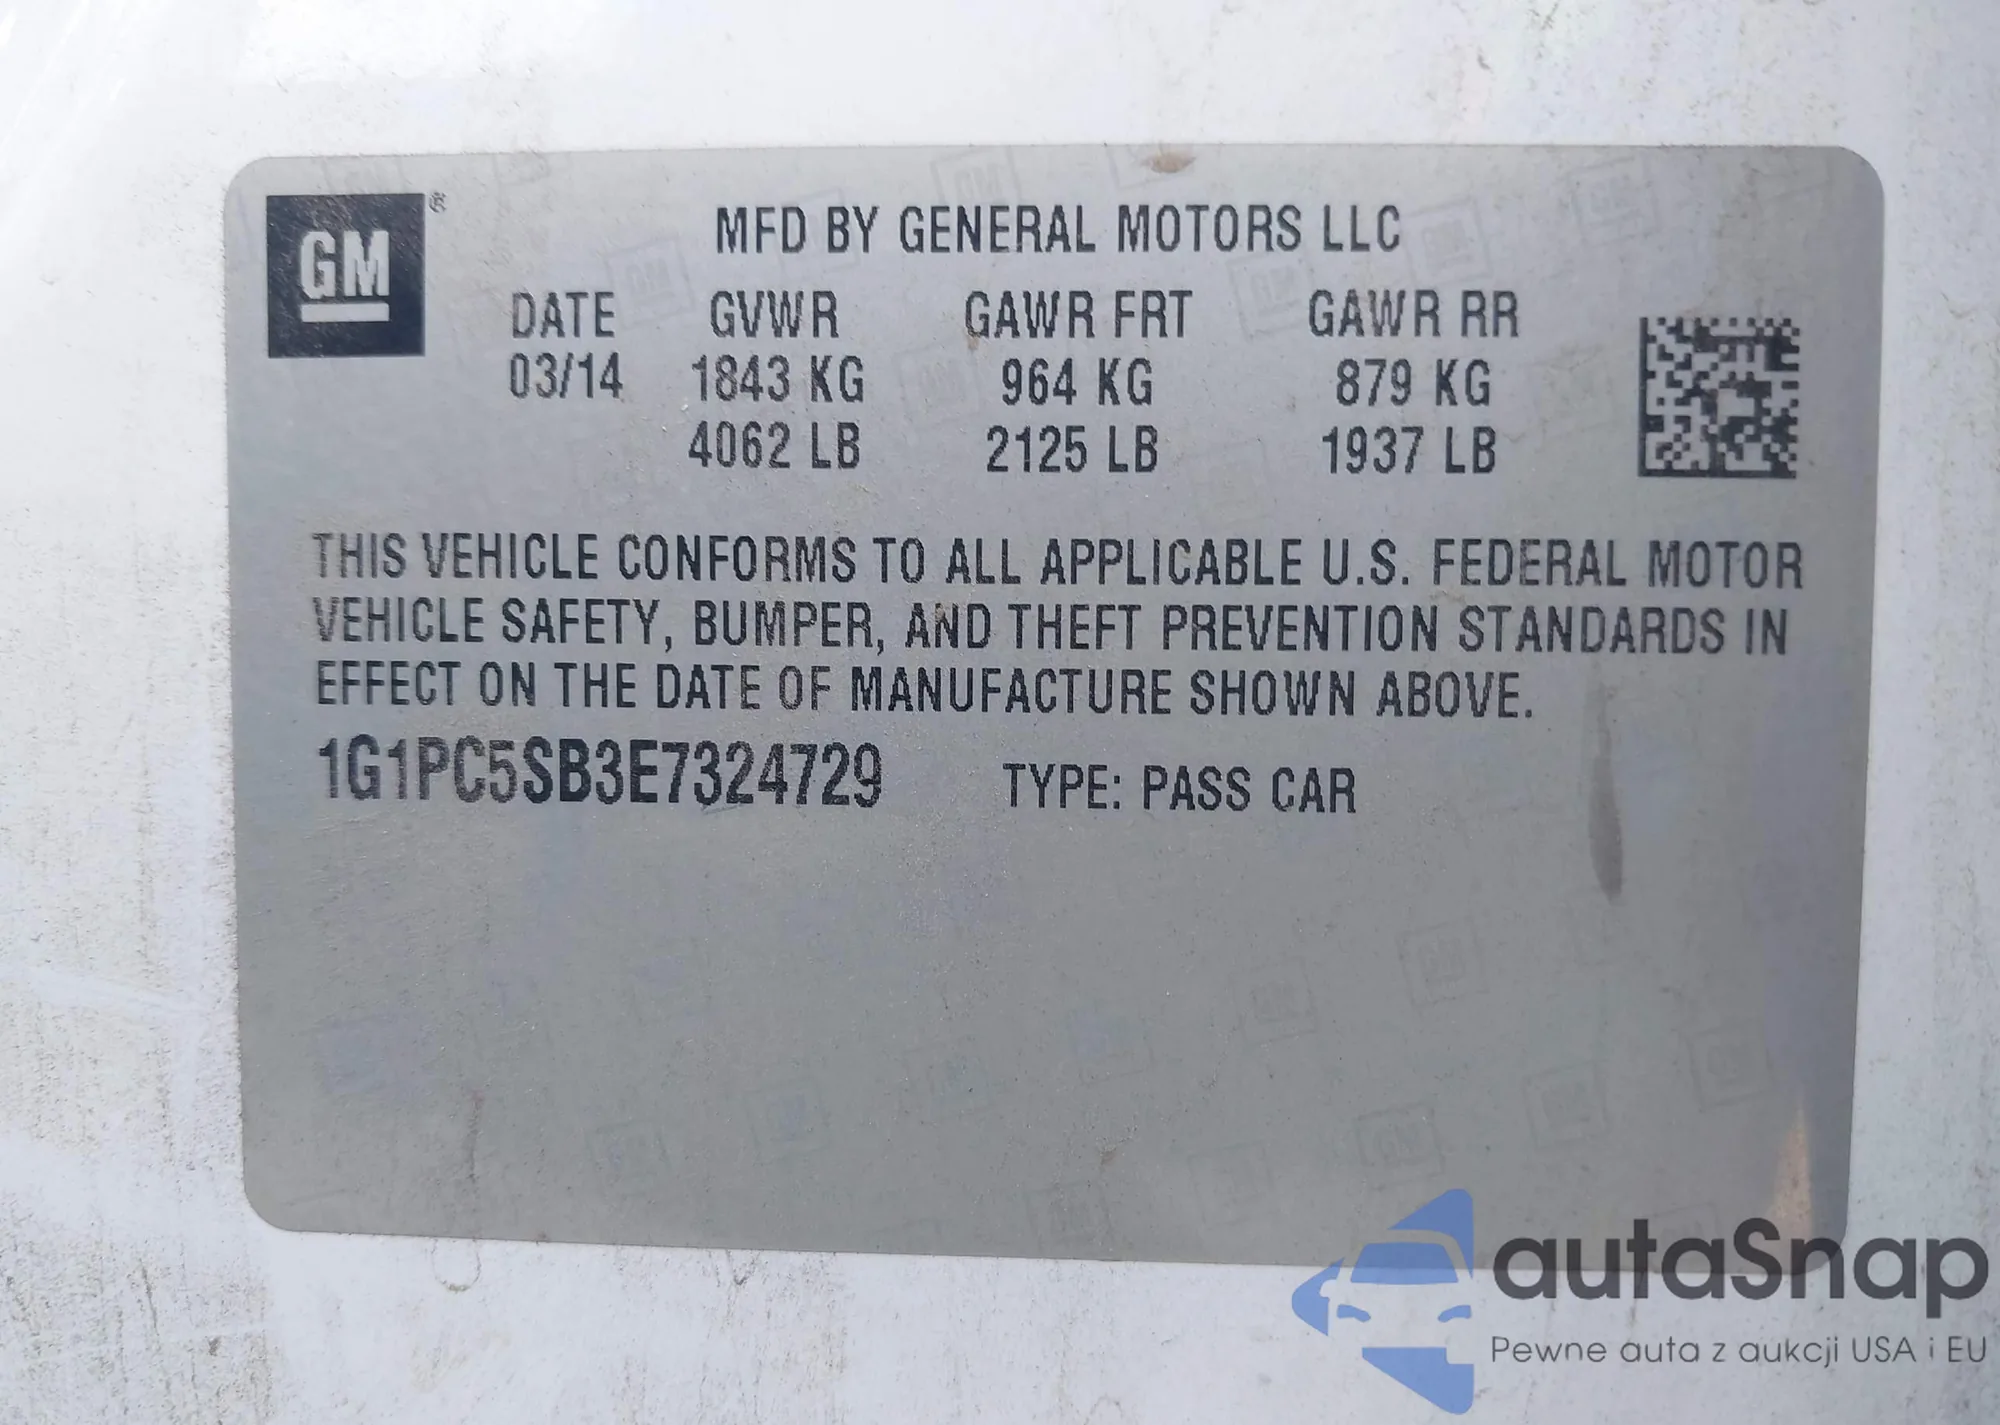 GM ®
MFD BY GENERAL MOTORS LLC
DATE GVWR GAWR FRT GAWR RR
03/14 1843 KG 964 KG 879 KG
4062 LB 2125 LB 1937 LB
THIS VEHICLE CONFORMS TO ALL APPLICABLE U.S. FEDERAL MOTOR
VEHICLE SAFETY, BUMPER, AND THEFT PREVENTION STANDARDS IN
EFFECT ON THE DATE OF MANUFACTURE SHOWN ABOVE.
1G1PC5SB3E7324729 TYPE: PASS CAR
autaSnap
Pewne auta z aukcji USA i EU